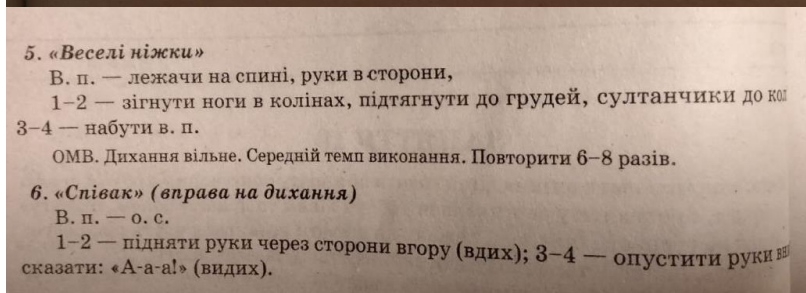 5. «Веселі ніжки»
В. п. — лежачи на спині, руки в сторони,
1–2 — зігнути ноги в колінах, підтягнути до грудей, султанчики до
3–4 — набути в. п.
ОМВ. Дихання вільне. Середній темп виконання. Повторити 6–8 разів.
6. «Співак» (вправа на дихання)
В. п. — о. с.
1–2 — підняти руки через сторони вгору (вдих); 3–4 — опустити руки
сказати: «А-а-а!» (видих).